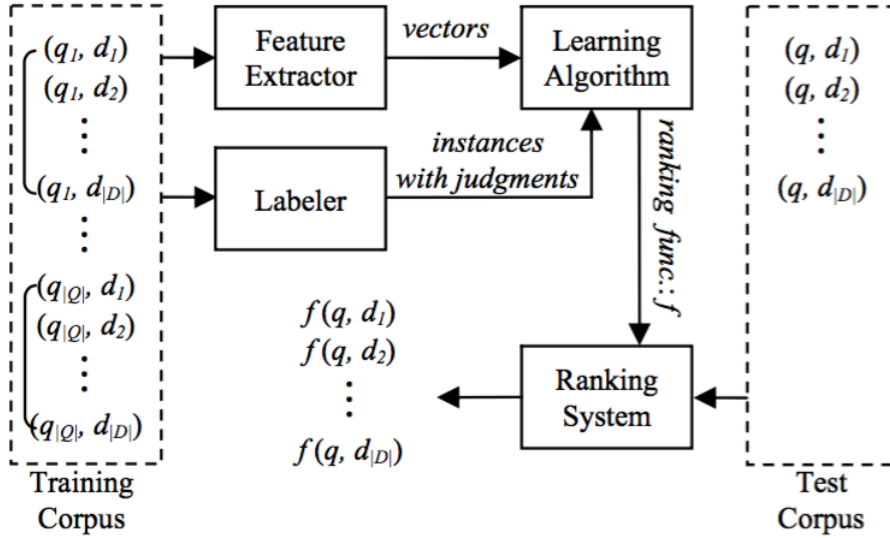 (q1, d1)
(q1, d2)
⋮
(q1, d|D|)
⋮
(q|Q|, d1)
(q|Q|, d2)
⋮
(q|Q|, d|D|)
Training
Corpus
Feature
Extractor
vectors
Learning
Algorithm
Labeler
instances
with judgments
ranking func.: f
f(q, d1)
f(q, d2)
⋮
f(q, d|D|)
Ranking
System
(q, d1)
(q, d2)
⋮
(q, d|D|)
Test
Corpus